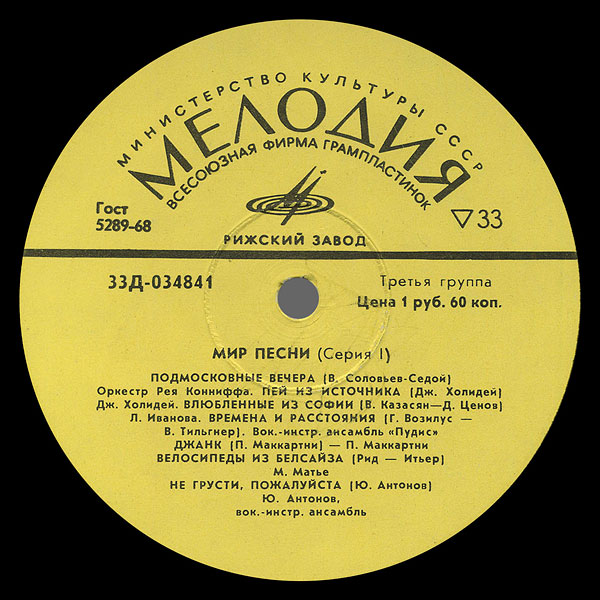 МИНИСТЕРСТВО КУЛЬТУРЫ СССР
МЕЛОДИЯ
ВСЕСОЮЗНАЯ ФИРМА ГРАМПЛАСТИНОК
Гост
5289-68
▽33
РИЖСКИЙ ЗАВОД
33Д-034841
Третья группа
Цена 1 руб. 60 коп.
МИР ПЕСНИ (Серия I)
ПОДМОСКОВНЫЕ ВЕЧЕРА (В. Соловьев-Седой)
Оркестр Рея Конниффа. ПЕЙ ИЗ ИСТОЧНИКА (Дж. Холидей)
Дж. Холидей. ВЛЮБЛЕННЫЕ ИЗ СОФИИ (В. Казасян—Д. Ценов)
Л. Иванова. ВРЕМЕНА И РАССТОЯНИЯ (Г. Возилус —
В. Тильгнер). Вок.-инстр. ансамбль «Пудис»
ДЖАНК (П. Маккартни) — П. Маккартни
ВЕЛОСИПЕДЫ ИЗ БЕЛСАЙЗА (Рид — Итьер)
М. Матье
НЕ ГРУСТИ, ПОЖАЛУЙСТА (Ю. Антонов)
Ю. Антонов,
вок.-инстр. ансамбль